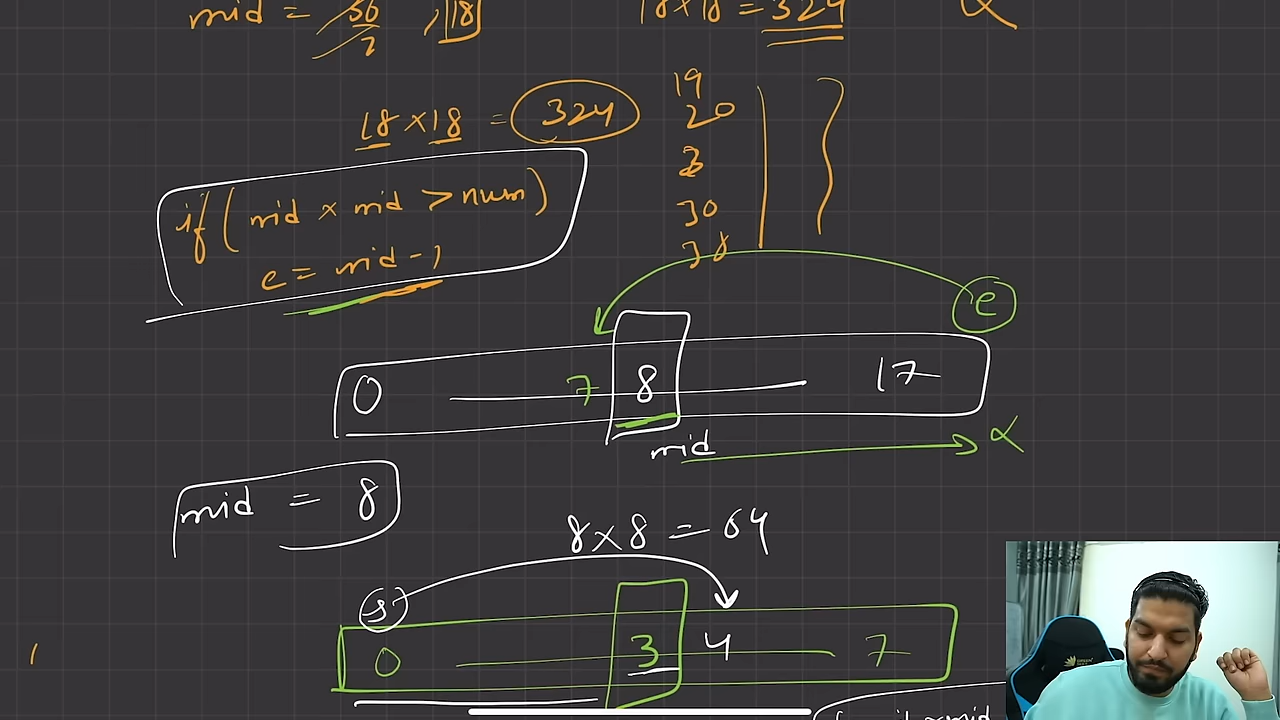 mid = 36/2, 18
18 × 18 = 324
19
18 × 18 = 324
20
30
38
if ( mid × mid > num )
e = mid - 1
e
0 7 8 17
mid
mid = 8
8 × 8 = 64
s
0 3 4 7